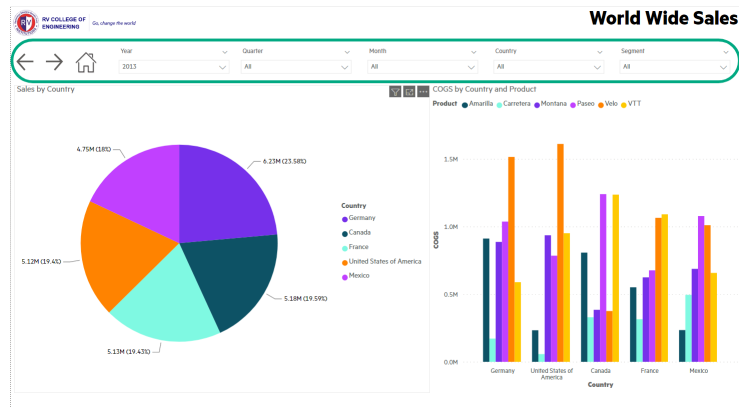 RV COLLEGE OF
ENGINEERING
Go, change the world
World Wide Sales
Year
Quarter
Month
Country
Segment
2013
All
All
All
All
Sales by Country
4.75M (18%)
6.23M (23.58%)
5.12M (19.4%)
5.18M (19.59%)
5.13M (19.43%)
Country
Germany
Canada
France
United States of America
Mexico
COGS by Country and Product
Product Amarilla Carretera Montana Paseo Velo VTT
COGS
1.5M
1.0M
0.5M
0.0M
Germany
United States of
America
Canada
France
Mexico
Country